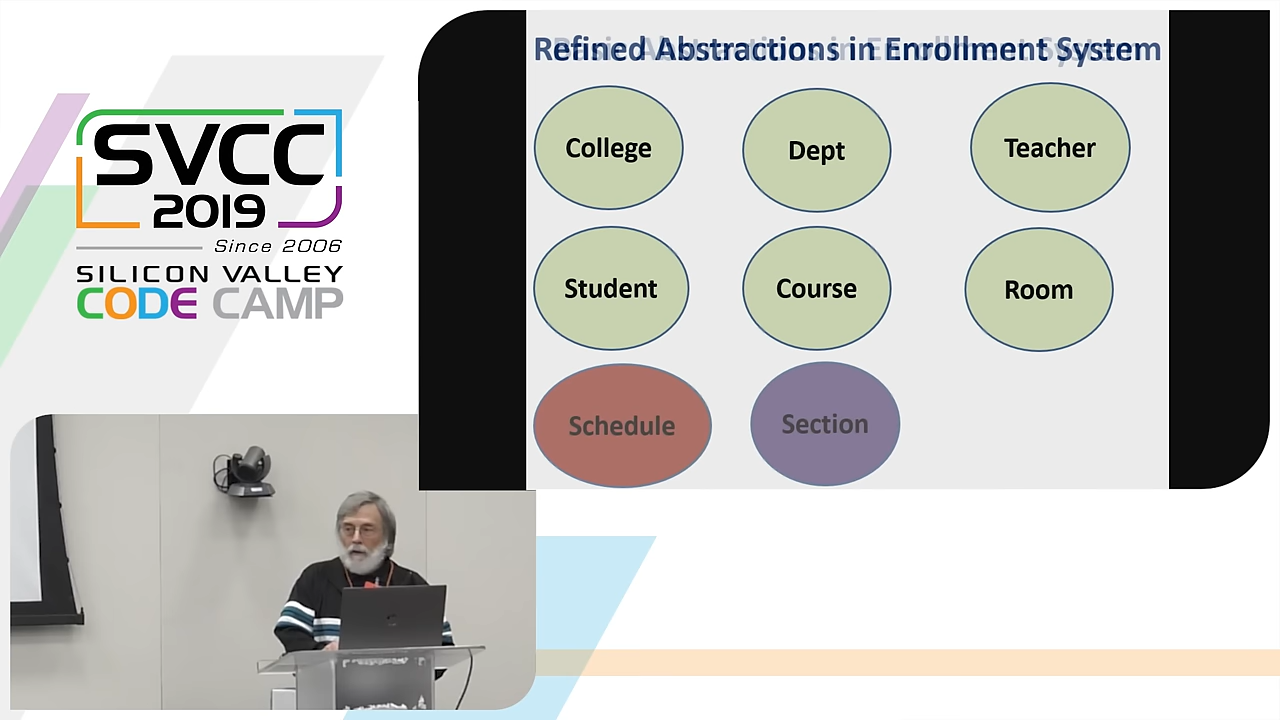 SVCC
2019
Since 2006
SILICON VALLEY
CODE CAMP
Refined Abstractions in Enrollment System
College
Dept
Teacher
Student
Course
Room
Schedule
Section